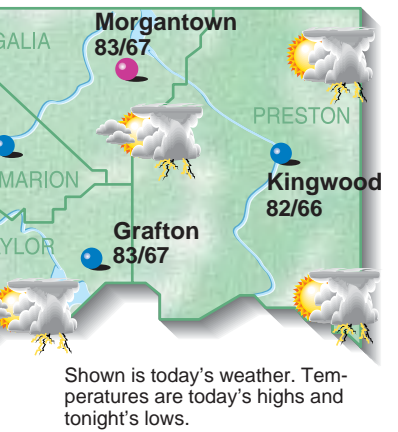 Morgantown
83/67
GALIA
PRESTON
MARION
Kingwood
82/66
Grafton
83/67
YLOR
Shown is today's weather. Tem-
peratures are today's highs and
tonight's lows.